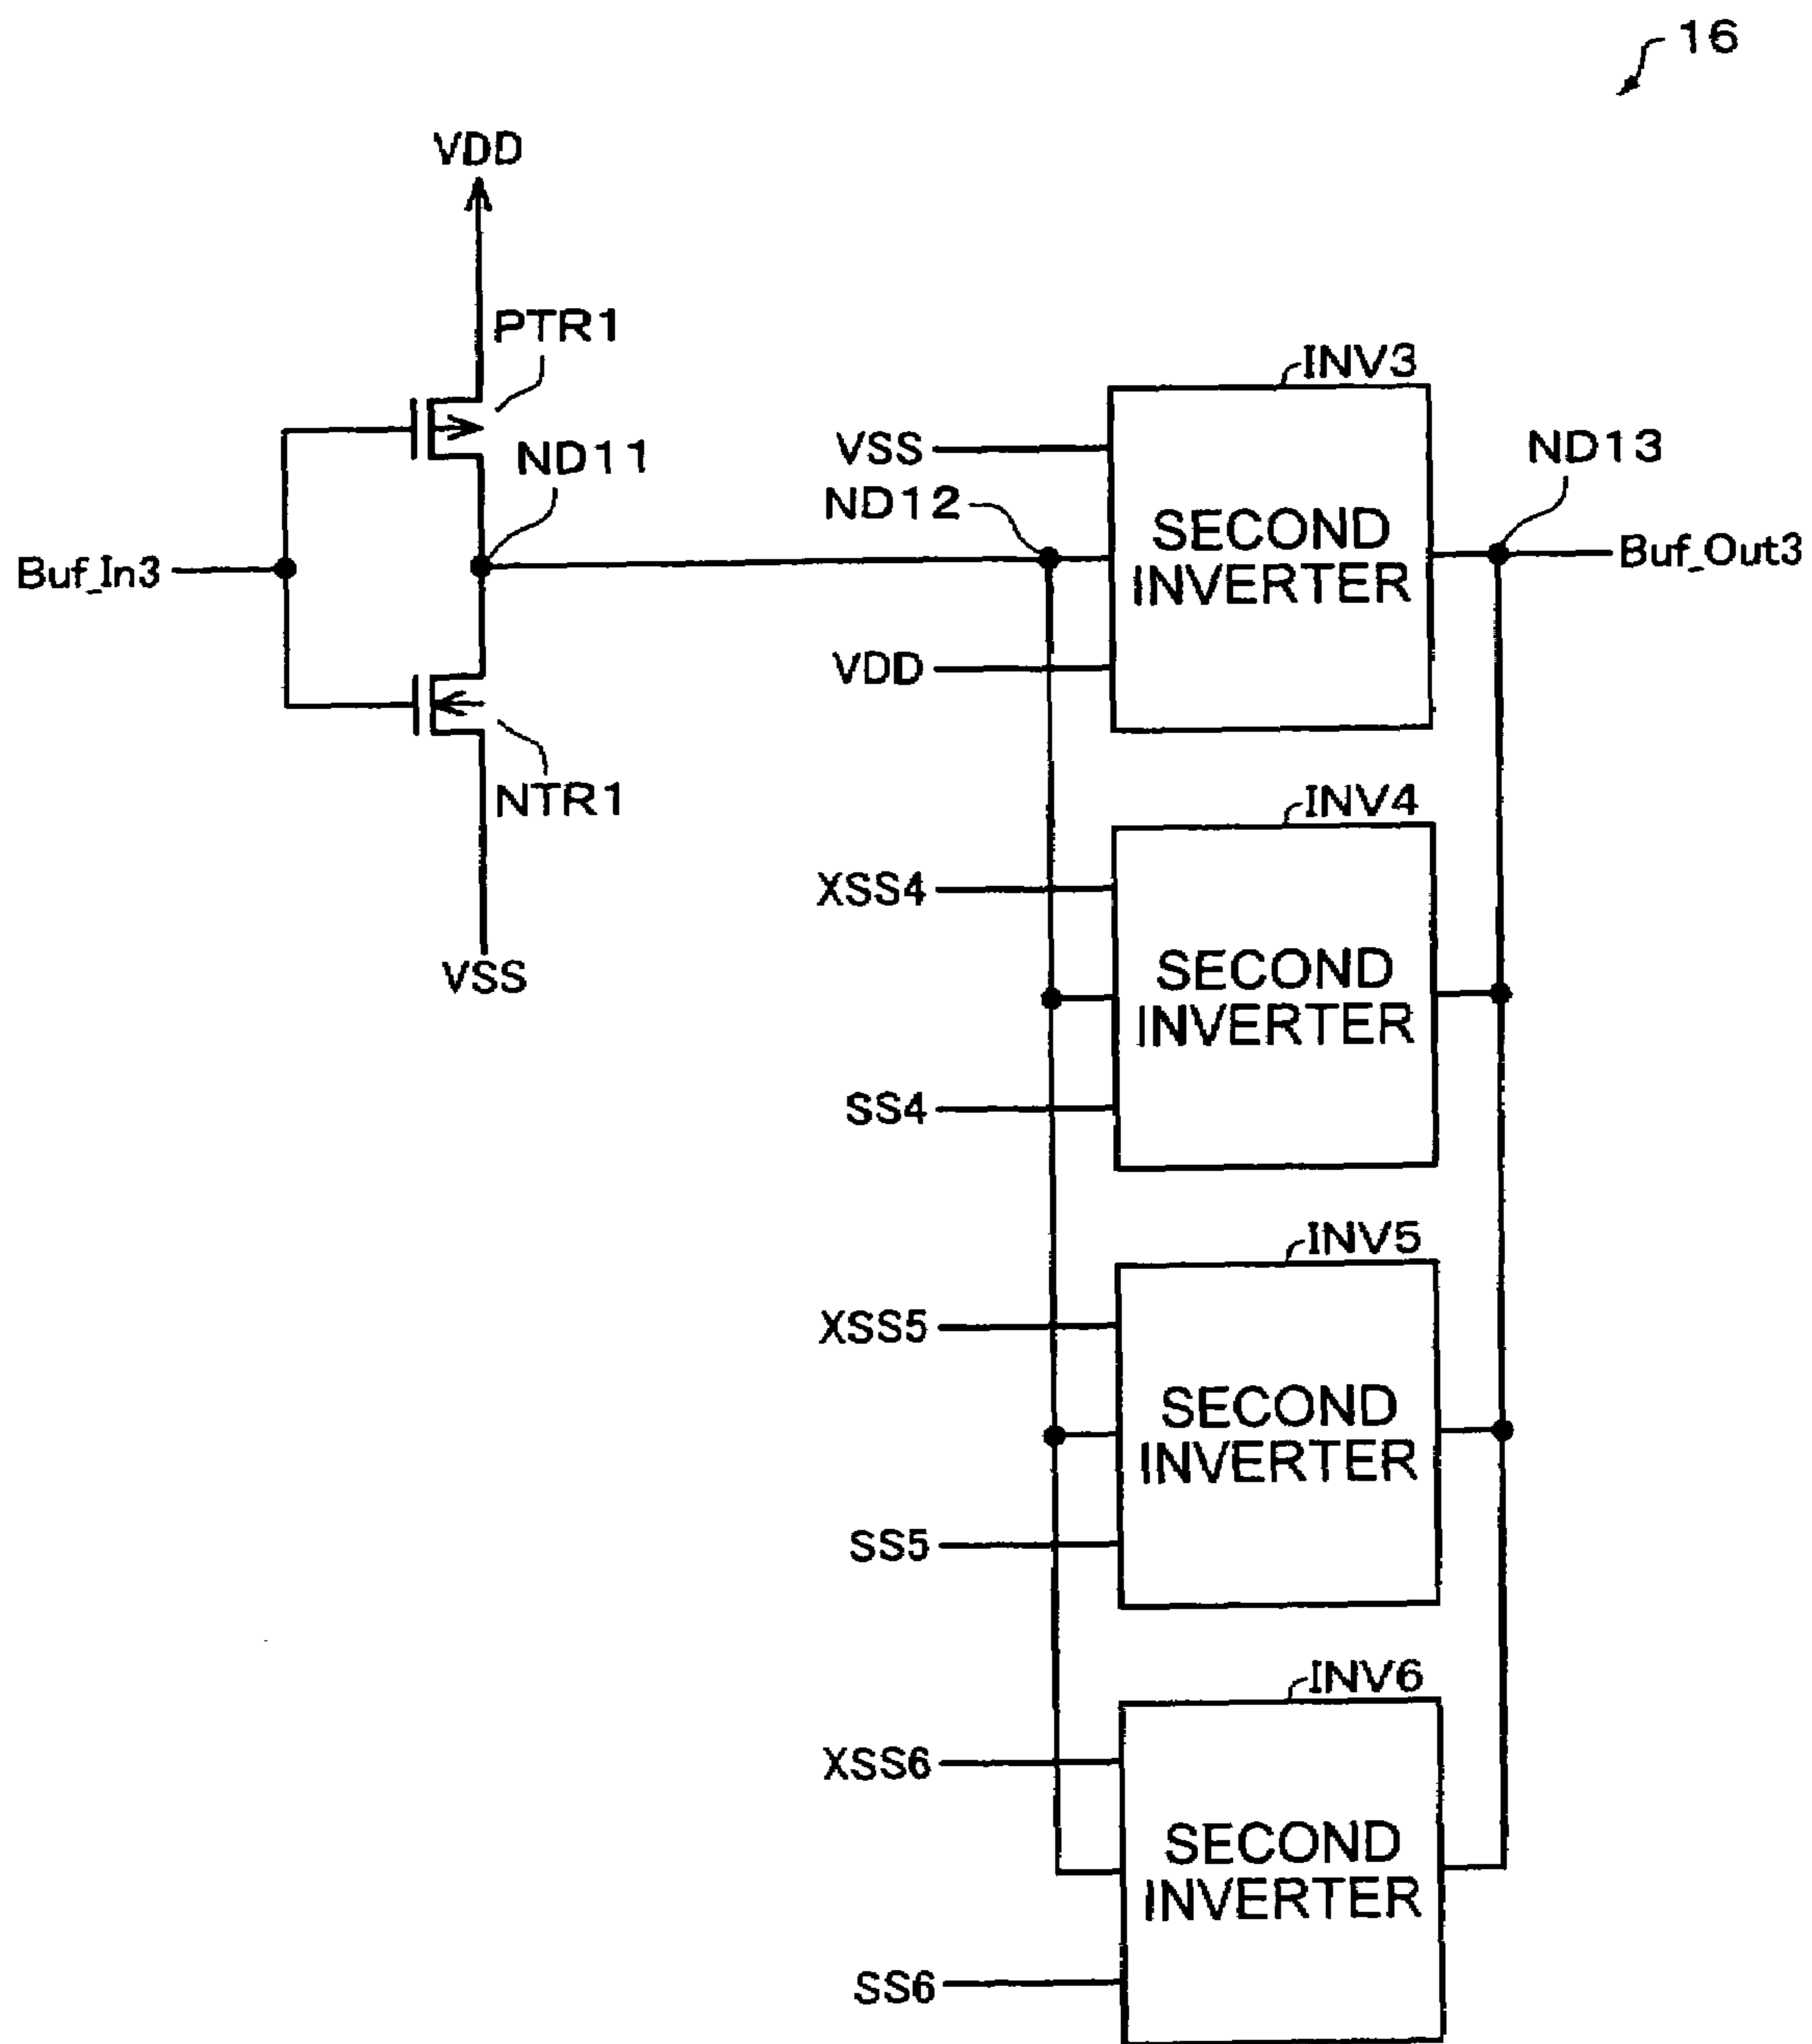 16
VDD
PTR1
INV3
VSS
ND11
ND12
ND13
SECOND
INVERTER
Buf_In3
Buf_Out3
VDD
NTR1
INV4
XSS4
VSS
SECOND
INVERTER
SS4
INV5
XSS5
SECOND
INVERTER
SS5
INV6
XSS6
SECOND
INVERTER
SS6